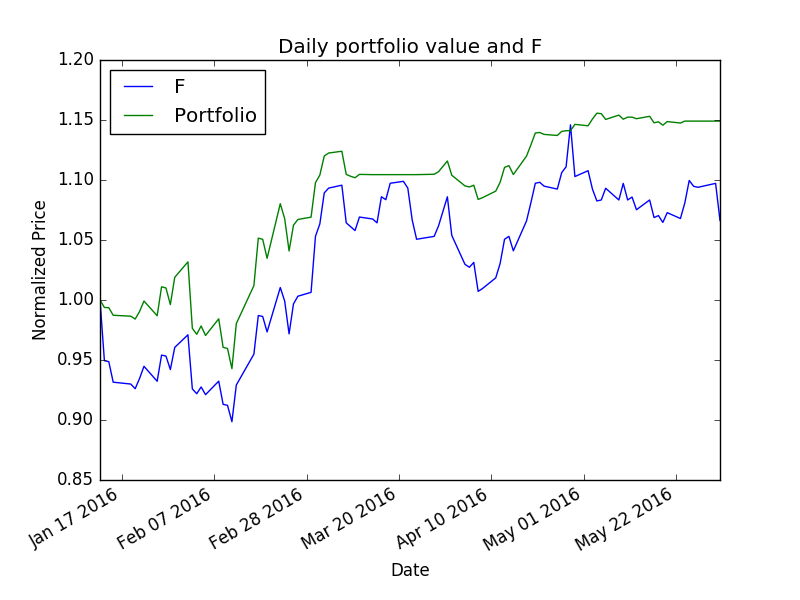 Daily portfolio value and F
F
Portfolio
1.20
1.15
1.10
1.05
1.00
0.95
0.90
0.85
Normalized Price
Jan 17 2016
Feb 07 2016
Feb 28 2016
Mar 20 2016
Apr 10 2016
May 01 2016
May 22 2016
Date